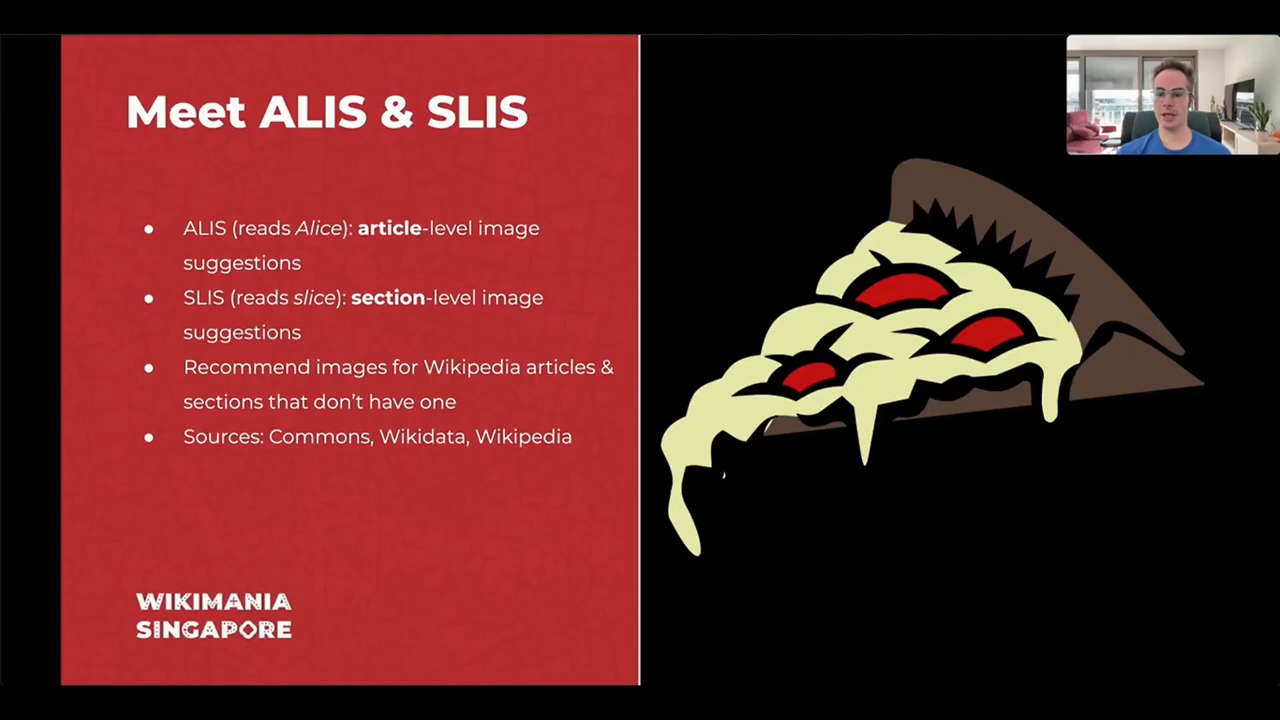 Meet ALIS & SLIS
● ALIS (reads Alice): article-level image
suggestions
● SLIS (reads slice): section-level image
suggestions
● Recommend images for Wikipedia articles &
sections that don’t have one
● Sources: Commons, Wikidata, Wikipedia
WIKIMANIA
SINGAPORE